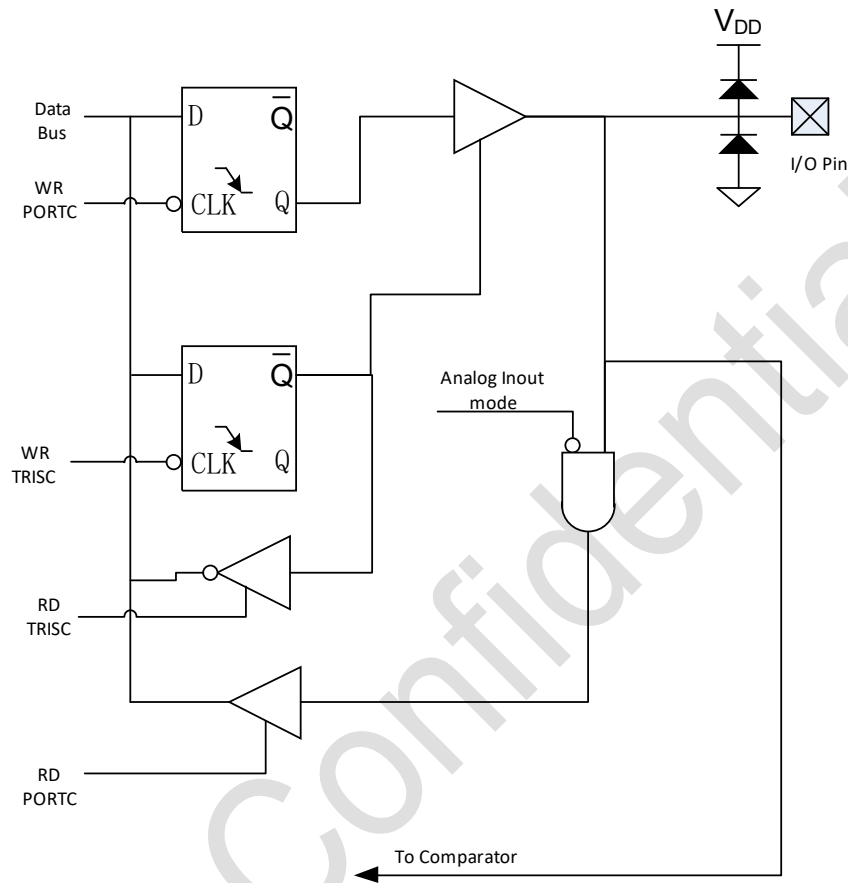 VDD
Data
Bus
D
Q
WR
PORTC
CLK
Q
I/O Pin
D
Q
Analog Inout
mode
WR
TRISC
CLK
Q
RD
TRISC
RD
PORTC
To Comparator
Confidential